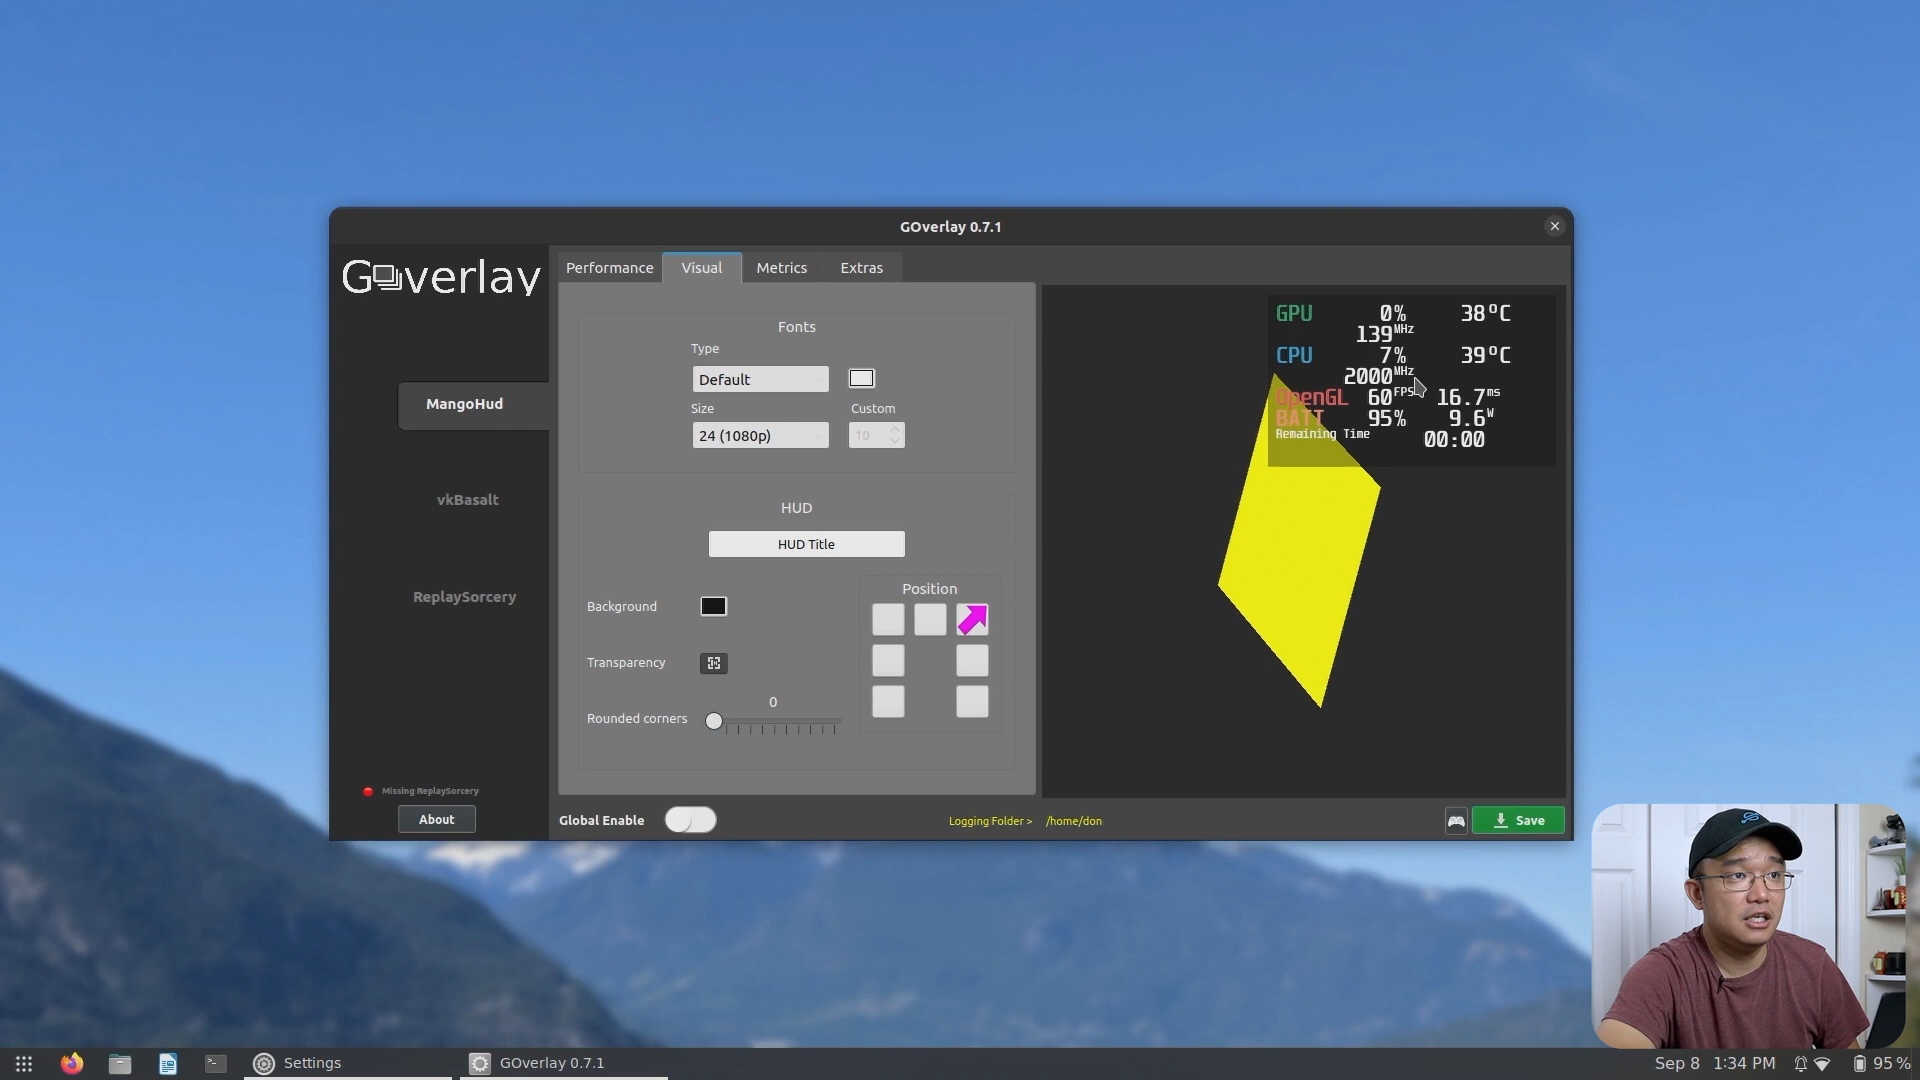 GOverlay 0.7.1
Goverlay
Performance
Visual
Metrics
Extras
MangoHud
vkBasalt
ReplaySorcery
Missing ReplaySorcery
About
Fonts
Type
Default
Size
Custom
24 (1080p)
10
HUD
HUD Title
Background
Transparency
Rounded corners
0
Position
GPU 0% 38°C
139MHz
CPU 7% 39°C
2000MHz
OpenGL 60FPS 16.7ms
BATT 95% 9.6W
Remaining Time 00:00
Global Enable
Logging Folder > /home/don
Save
Settings
GOverlay 0.7.1
Sep 8 1:34 PM
95%